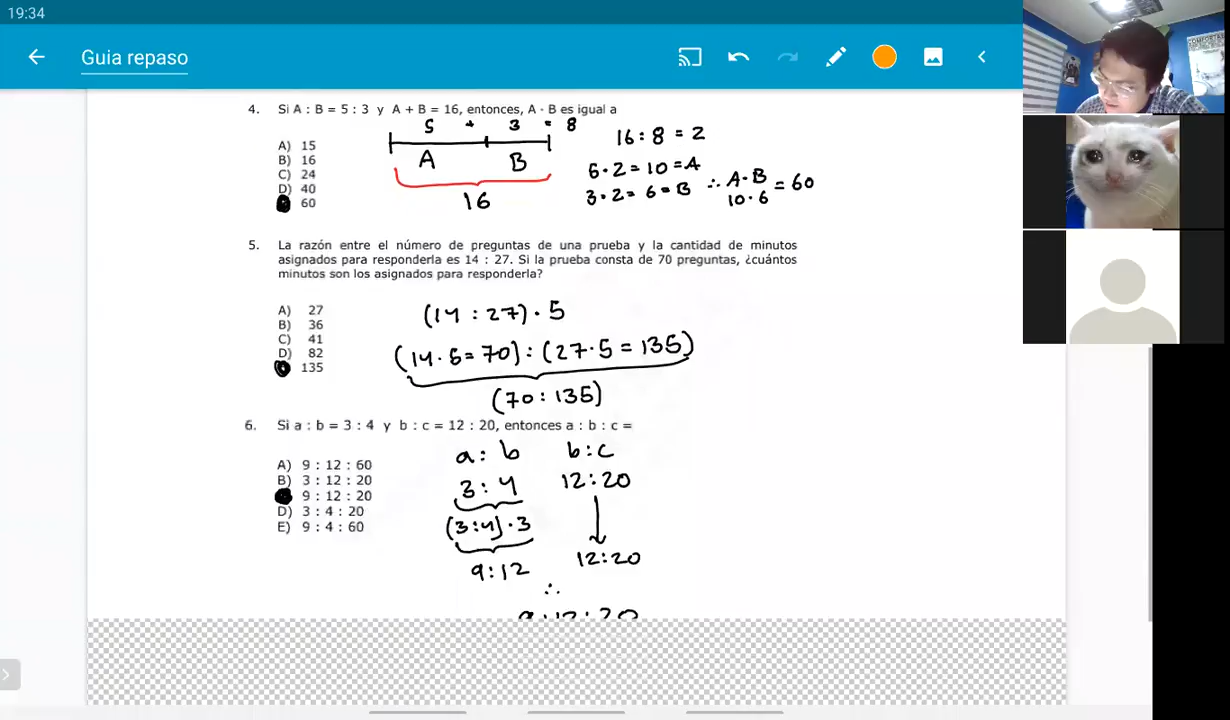 19:34
Guia repaso
4. Si A : B = 5 : 3 y A + B = 16, entonces, A · B es igual a
A) 15
B) 16
C) 24
D) 40
60
5 + 3 = 8
A B
16
16 : 8 = 2
5 · 2 = 10 = A
3 · 2 = 6 = B
∴ A · B
10 · 6
= 60
5. La razón entre el número de preguntas de una prueba y la cantidad de minutos
asignados para responderla es 14 : 27. Si la prueba consta de 70 preguntas, ¿cuántos
minutos son los asignados para responderla?
A) 27
B) 36
C) 41
D) 82
135
(14 : 27) · 5
(14 · 5 = 70) : (27 · 5 = 135)
(70 : 135)
6. Si a : b = 3 : 4 y b : c = 12 : 20, entonces a : b : c =
A) 9 : 12 : 60
B) 3 : 12 : 20
9 : 12 : 20
D) 3 : 4 : 20
E) 9 : 4 : 60
a : b b : c
3 : 4 12 : 20
(3 : 4) · 3
9 : 12 12 : 20
∴
9 : 12 : 20